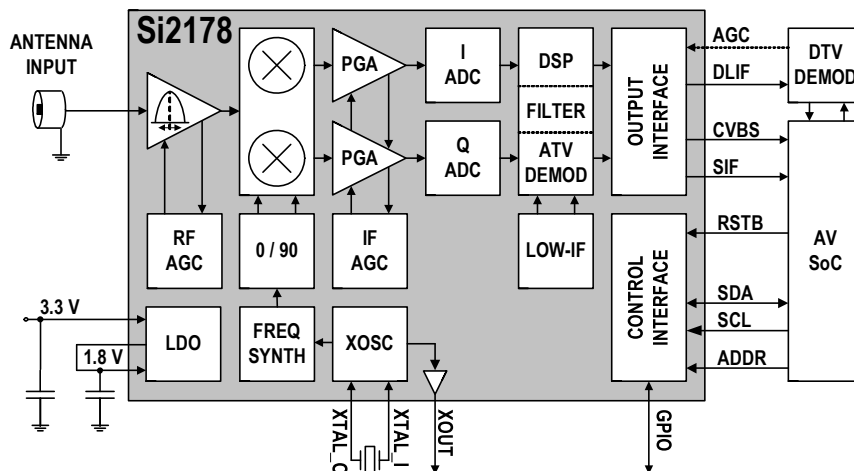 Si2178
ANTENNA
INPUT
PGA
PGA
I
ADC
Q
ADC
DSP
FILTER
ATV
DEMOD
OUTPUT
INTERFACE
AGC
DLIF
CVBS
SIF
DTV
DEMOD
RF
AGC
0 / 90
IF
AGC
LOW-IF
CONTROL
INTERFACE
RSTB
SDA
SCL
ADDR
AV
SoC
3.3 V
1.8 V
LDO
FREQ
SYNTH
XOSC
XTAL_O
XTAL_I
XOUT
GPIO